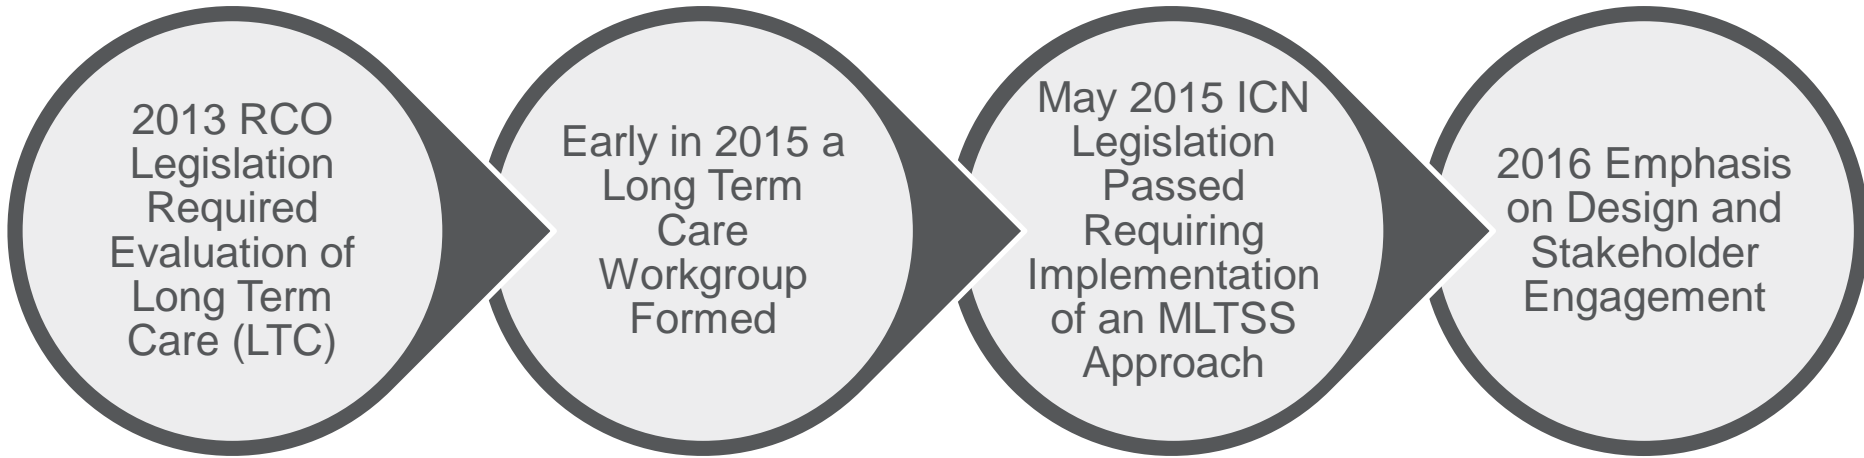 2013 RCO
Legislation
Required
Evaluation of
Long Term
Care (LTC)
Early in 2015 a
Long Term
Care
Workgroup
Formed
May 2015 ICN
Legislation
Passed
Requiring
Implementation
of an MLTSS
Approach
2016 Emphasis
on Design and
Stakeholder
Engagement